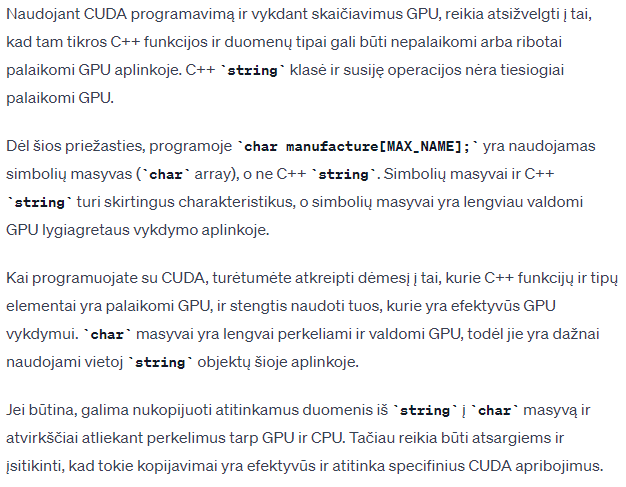 Naudojant CUDA programavimą ir vykdant skaičiavimus GPU, reikia atsižvelgti į tai,
kad tam tikros C++ funkcijos ir duomenų tipai gali būti nepalaikomi arba ribotai
palaikomi GPU aplinkoje. C++ `string` klasė ir susiję operacijos nėra tiesiogiai
palaikomi GPU.
Dėl šios priežasties, programoje `char manufacture[MAX_NAME];` yra naudojamas
simbolių masyvas (`char` array), o ne C++ `string`. Simbolių masyvai ir C++
`string` turi skirtingus charakteristikus, o simbolių masyvai yra lengviau valdomi
GPU lygiagretaus vykdymo aplinkoje.
Kai programuojate su CUDA, turėtumėte atkreipti dėmesį į tai, kurie C++ funkcijų ir tipų
elementai yra palaikomi GPU, ir stengtis naudoti tuos, kurie yra efektyvūs GPU
vykdymui. `char` masyvai yra lengvai perkeliami ir valdomi GPU, todėl jie yra dažnai
naudojami vietoj `string` objektų šioje aplinkoje.
Jei būtina, galima nukopijuoti atitinkamus duomenis iš `string` į `char` masyvą ir
atvirkščiai atliekant perkelimus tarp GPU ir CPU. Tačiau reikia būti atsargiems ir
įsitikinti, kad tokie kopijavimai yra efektyvūs ir atitinka specifinius CUDA apribojimus.